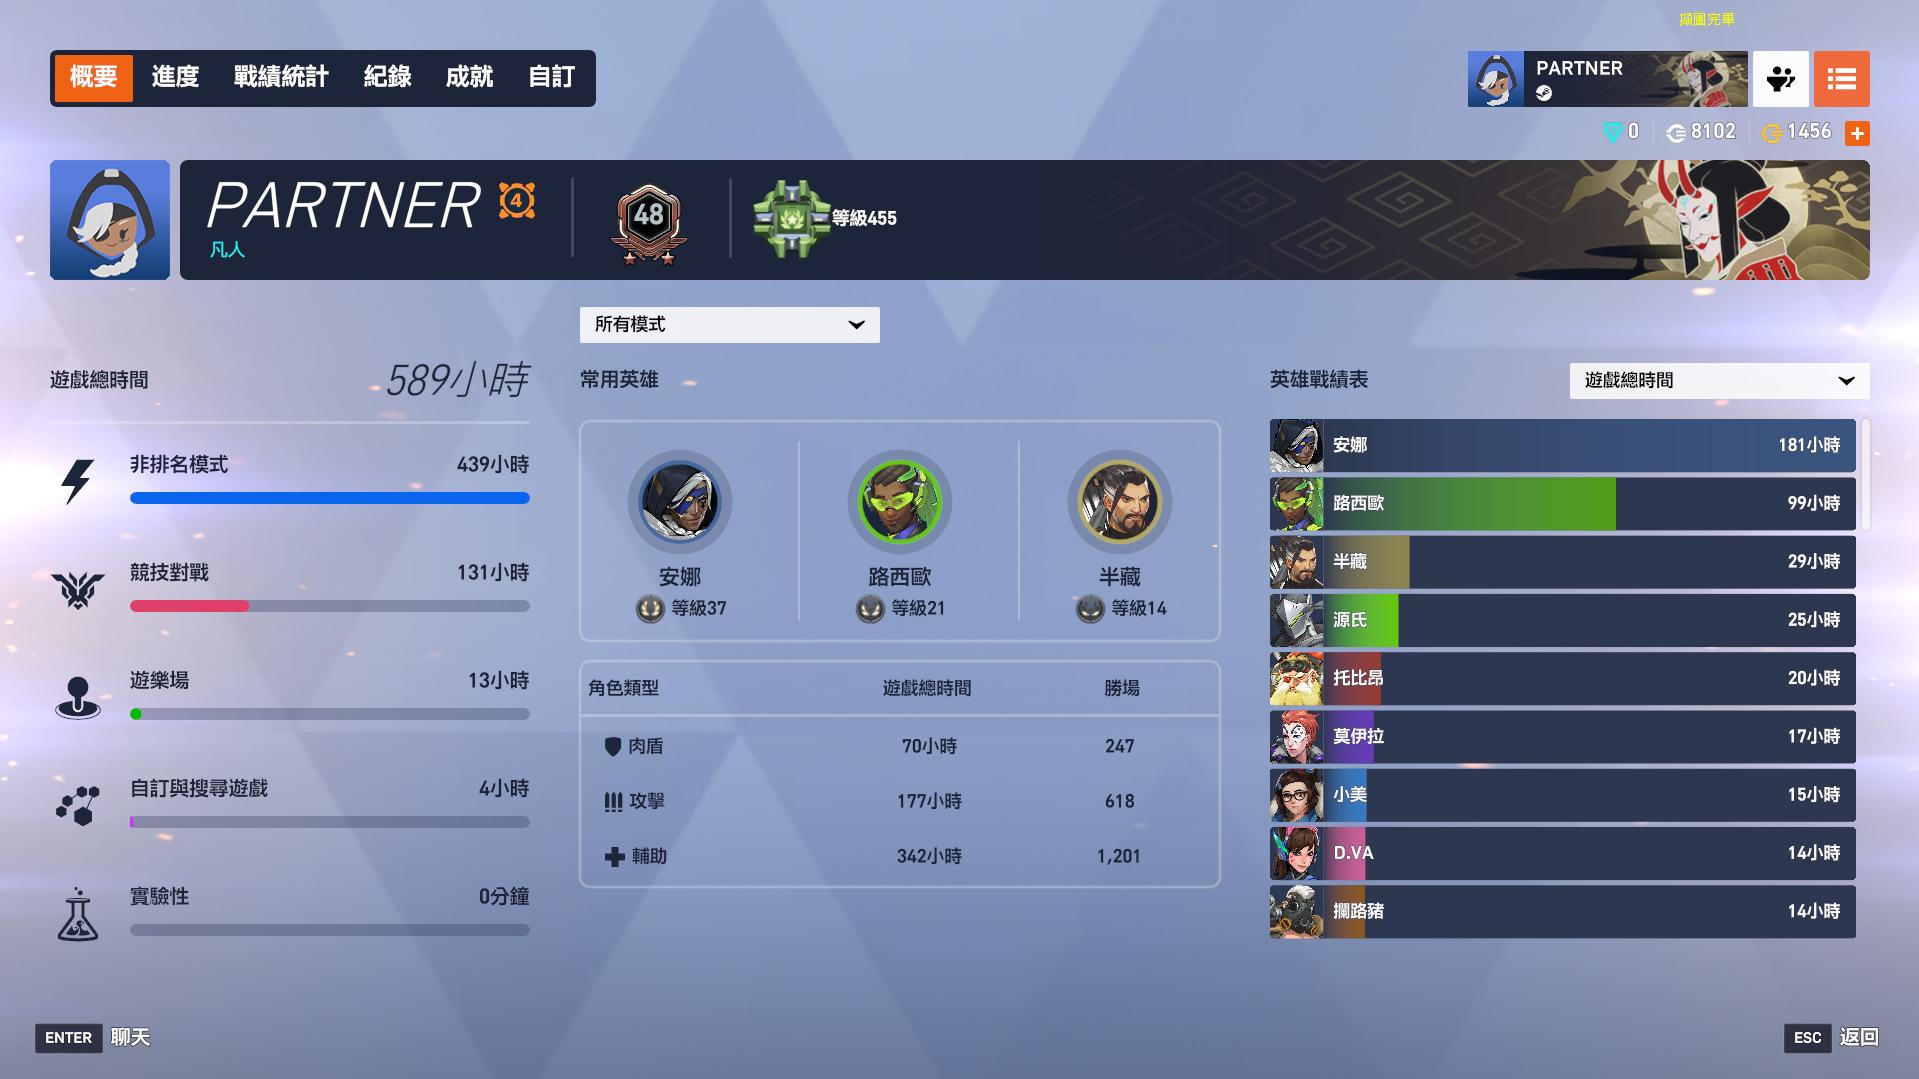 擷圖完畢
概要 進度 戰績統計 紀錄 成就 自訂
PARTNER
0 8102 1456
PARTNER 4
凡人
48
等級455
所有模式
遊戲總時間 589小時
非排名模式 439小時
競技對戰 131小時
遊樂場 13小時
自訂與搜尋遊戲 4小時
實驗性 0分鐘
常用英雄
安娜 路西歐 半藏
等級37 等級21 等級14
角色類型 遊戲總時間 勝場
肉盾 70小時 247
攻擊 177小時 618
輔助 342小時 1,201
英雄戰績表 遊戲總時間
安娜 181小時
路西歐 99小時
半藏 29小時
源氏 25小時
托比昂 20小時
莫伊拉 17小時
小美 15小時
D.VA 14小時
攔路豬 14小時
ENTER 聊天
ESC 返回